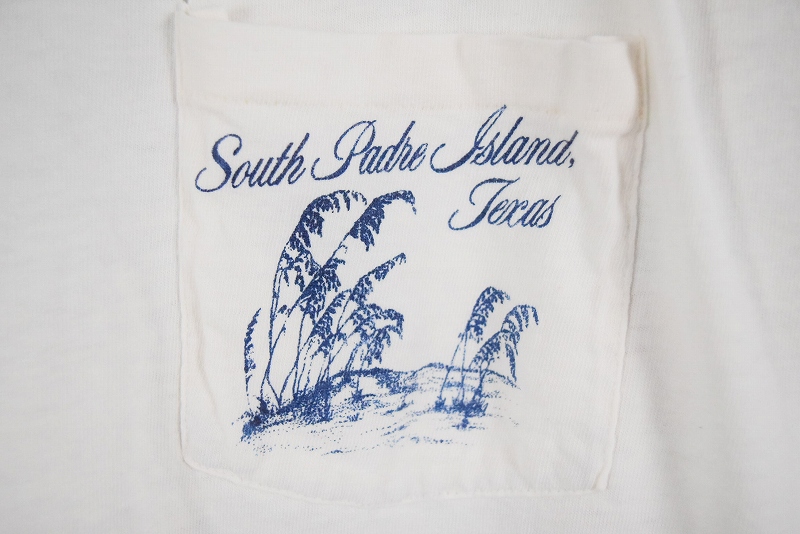 South Padre Island,
Texas